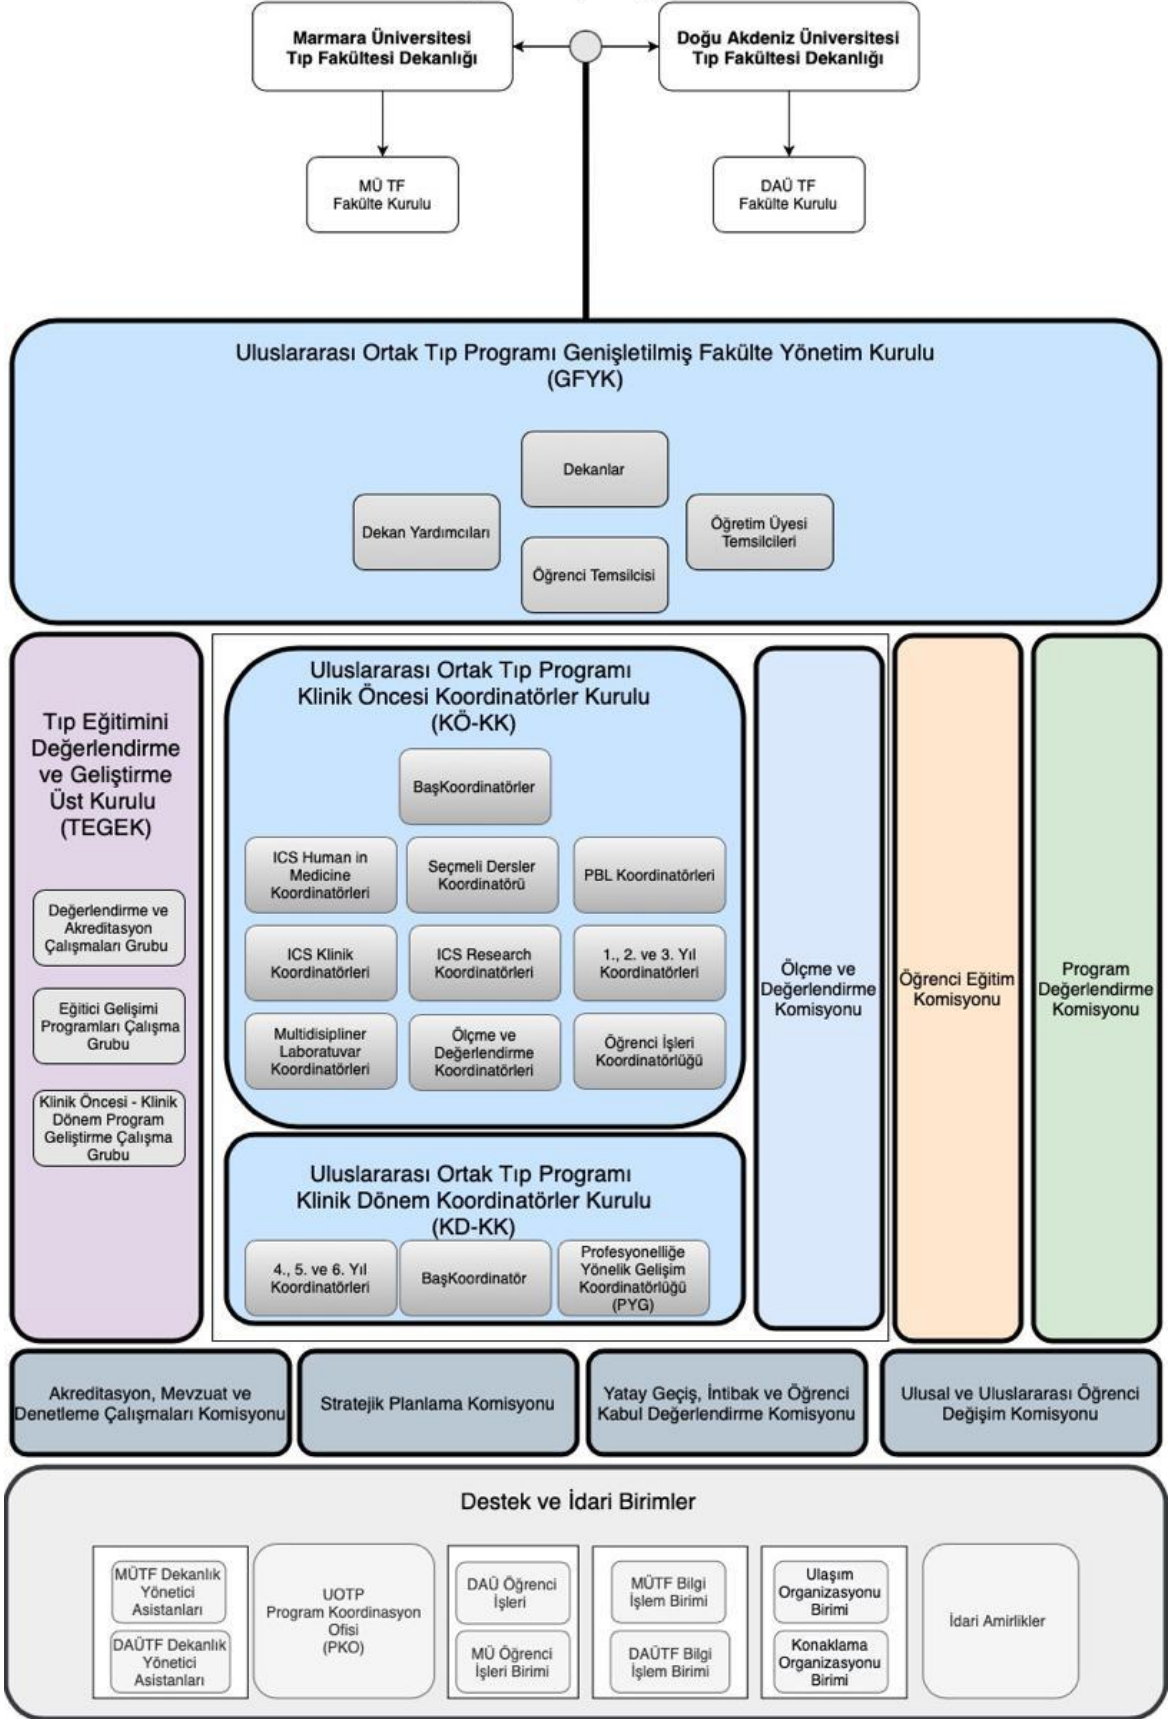 Marmara Üniversitesi
Tıp Fakültesi Dekanlığı
Doğu Akdeniz Üniversitesi
Tıp Fakültesi Dekanlığı
MÜ TF
Fakülte Kurulu
DAÜ TF
Fakülte Kurulu
Uluslararası Ortak Tıp Programı Genişletilmiş Fakülte Yönetim Kurulu
(GFYK)
Dekanlar
Dekan Yardımcıları
Öğretim Üyesi
Temsilcileri
Öğrenci Temsilcisi
Tıp Eğitimini
Değerlendirme
ve Geliştirme
Üst Kurulu
(TEGEK)
Değerlendirme ve
Akreditasyon
Çalışmaları Grubu
Eğitici Gelişimi
Programları Çalışma
Grubu
Klinik Öncesi - Klinik
Dönem Program
Geliştirme Çalışma
Grubu
Uluslararası Ortak Tıp Programı
Klinik Öncesi Koordinatörler Kurulu
(KÖ-KK)
BaşKoordinatörler
ICS Human in
Medicine
Koordinatörleri
Seçmeli Dersler
Koordinatörü
PBL Koordinatörleri
ICS Klinik
Koordinatörleri
ICS Research
Koordinatörleri
1., 2. ve 3. Yıl
Koordinatörleri
Multidisipliner
Laboratuvar
Koordinatörleri
Ölçme ve
Değerlendirme
Koordinatörleri
Öğrenci İşleri
Koordinatörlüğü
Uluslararası Ortak Tıp Programı
Klinik Dönem Koordinatörler Kurulu
(KD-KK)
4., 5. ve 6. Yıl
Koordinatörleri
BaşKoordinatör
Profesyonelliğe
Yönelik Gelişim
Koordinatörlüğü
(PYG)
Ölçme ve
Değerlendirme
Komisyonu
Öğrenci Eğitim
Komisyonu
Program
Değerlendirme
Komisyonu
Akreditasyon, Mevzuat ve
Denetleme Çalışmaları Komisyonu
Stratejik Planlama Komisyonu
Yatay Geçiş, İntibak ve Öğrenci
Kabul Değerlendirme Komisyonu
Ulusal ve Uluslararası Öğrenci
Değişim Komisyonu
Destek ve İdari Birimler
MÜTF Dekanlık
Yönetici
Asistanları
DAÜTF Dekanlık
Yönetici
Asistanları
UOTP
Program Koordinasyon
Ofisi
(PKO)
DAÜ Öğrenci
İşleri
MÜ Öğrenci
İşleri Birimi
MÜTF Bilgi
İşlem Birimi
DAÜTF Bilgi
İşlem Birimi
Ulaşım
Organizasyonu
Birimi
Konaklama
Organizasyonu
Birimi
İdari Amirlikler